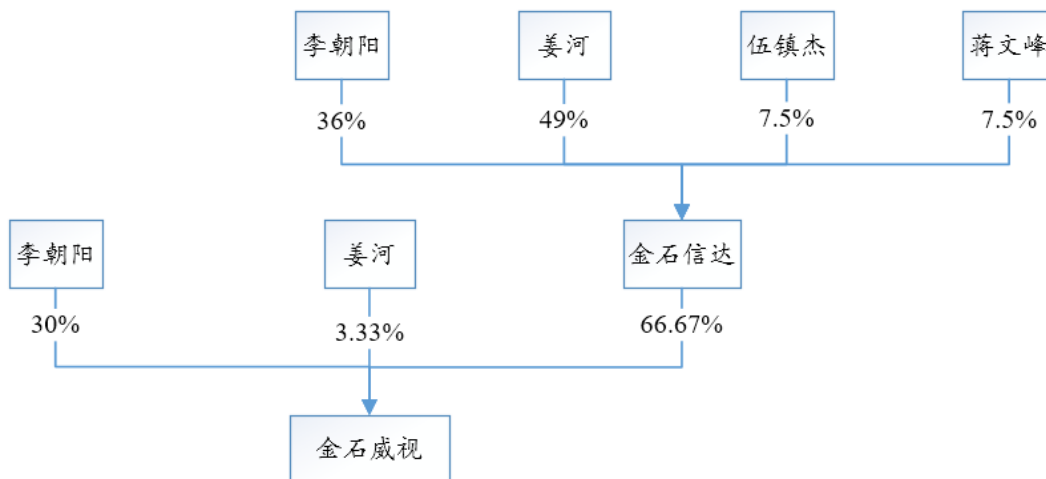 李朝阳 姜河 伍镇杰 蒋文峰
36% 49% 7.5% 7.5%
李朝阳 姜河 金石信达
30% 3.33% 66.67%
金石威视